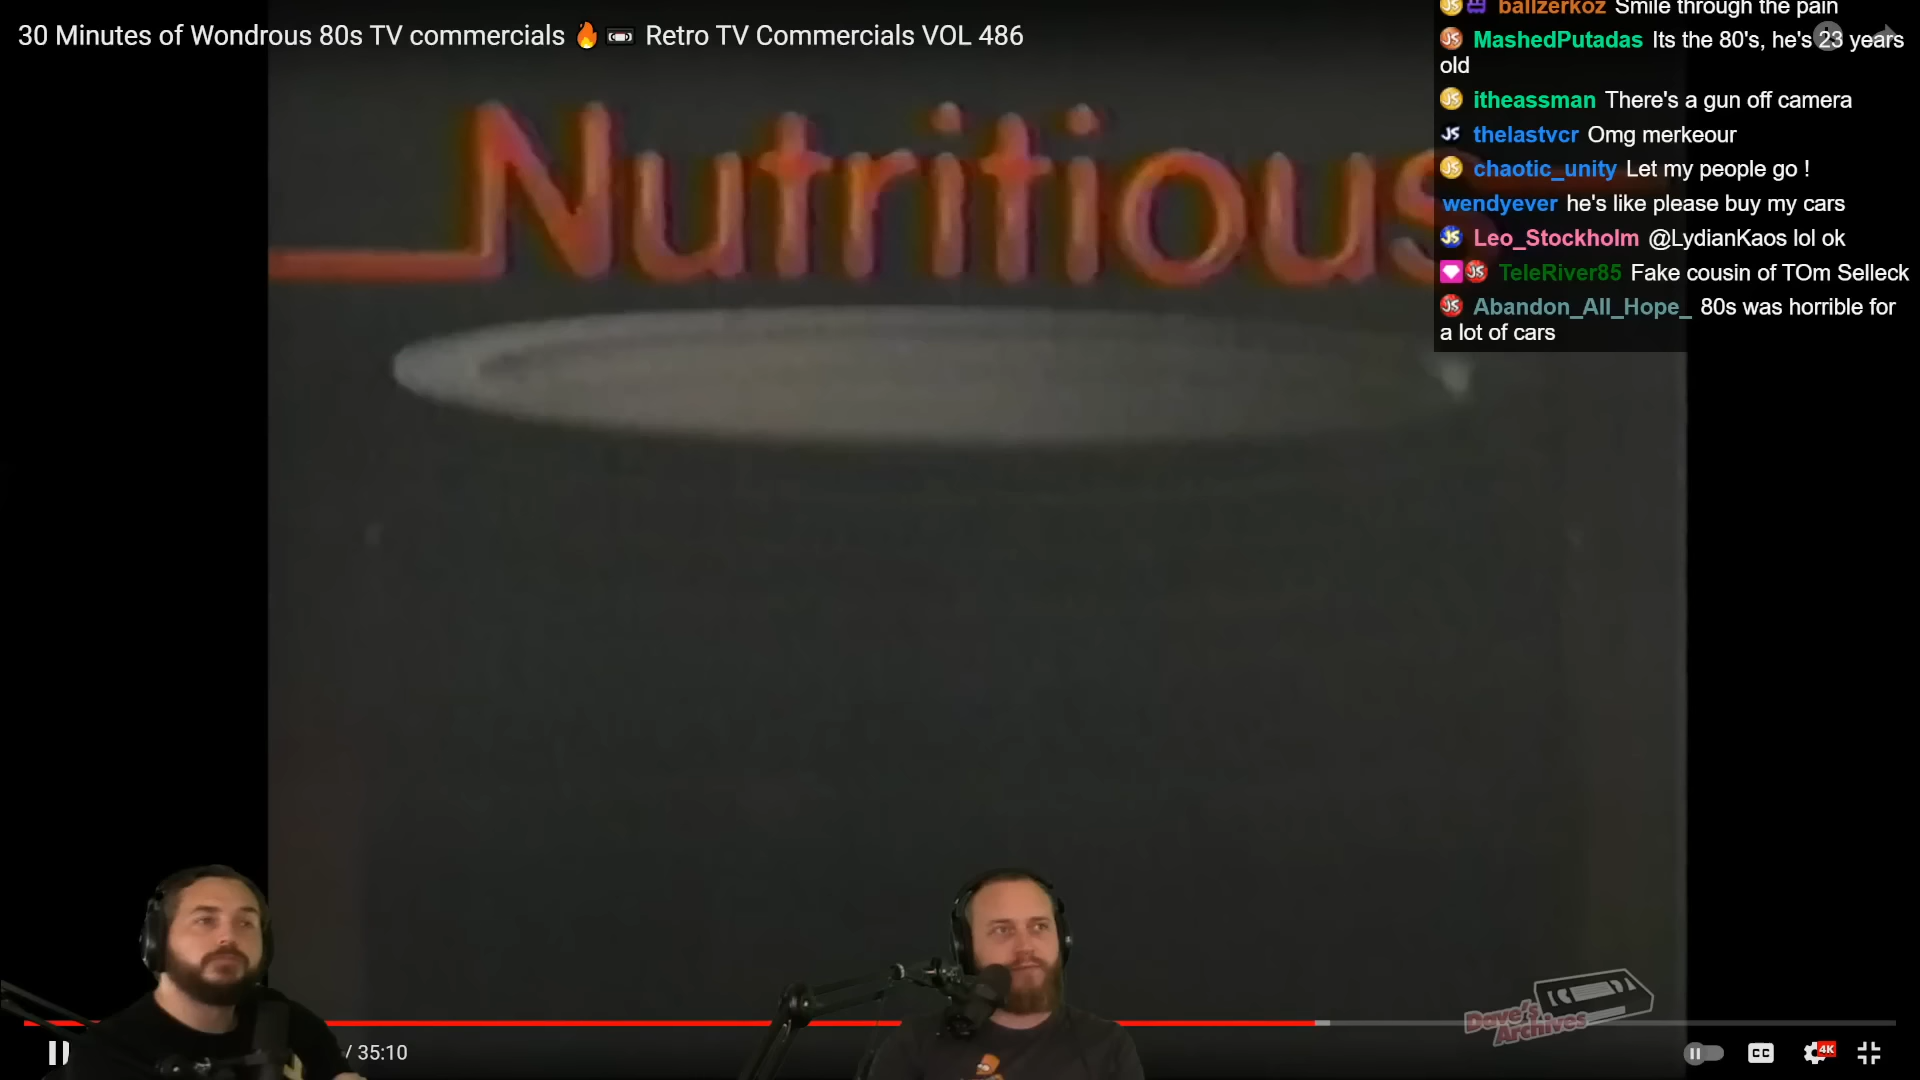 30 Minutes of Wondrous 80s TV commercials 🔥📼 Retro TV Commercials VOL 486
Nutritious
ballzerkoz Smile through the pain
MashedPutadas Its the 80's, he's 23 years
old
itheassman There's a gun off camera
thelastvcr Omg merkeour
chaotic_unity Let my people go !
wendyever he's like please buy my cars
Leo_Stockholm @LydianKaos lol ok
TeleRiver85 Fake cousin of TOm Selleck
Abandon_All_Hope_ 80s was horrible for
a lot of cars
Dave's
Archives
/ 35:10
CC
4K